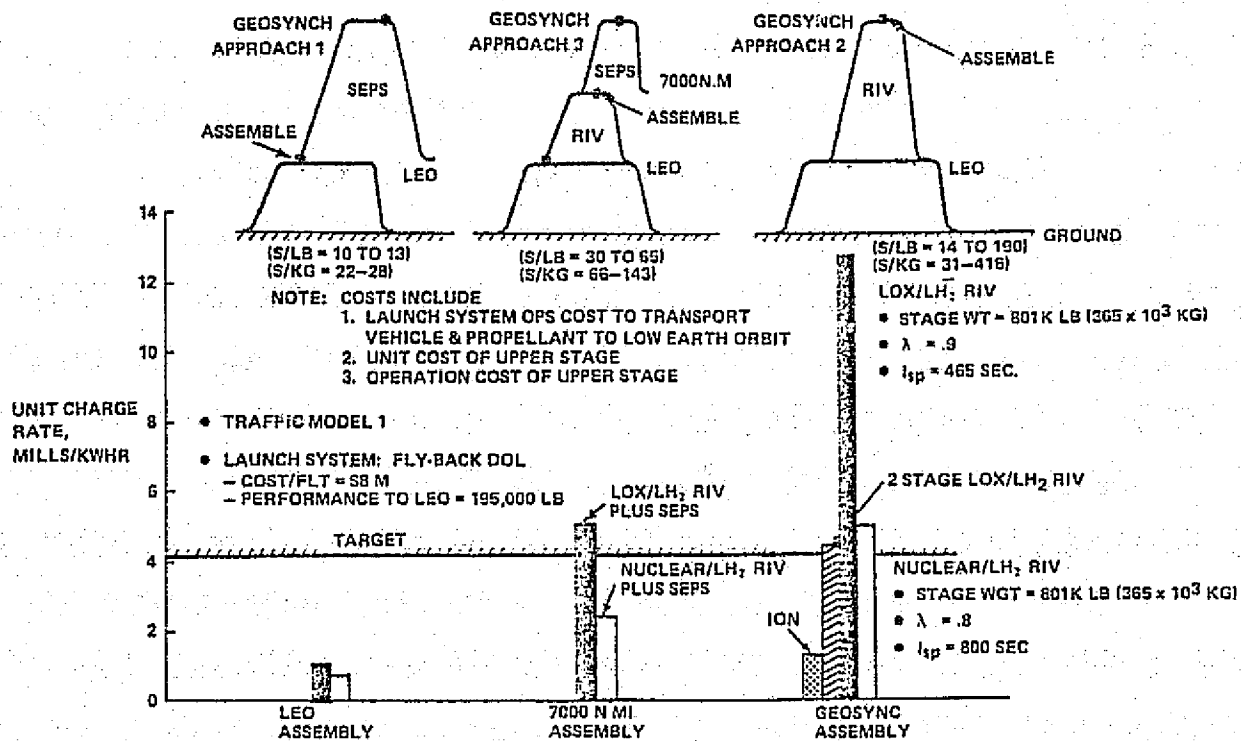 GEOSYNCH
APPROACH 1
SEPS
ASSEMBLE
LEO
(S/LB = 10 TO 13)
(S/KG = 22-28)
GEOSYNCH
APPROACH 3
SEPS
7000N.M
ASSEMBLE
RIV
LEO
(S/LB = 30 TO 65)
(S/KG = 66-143)
GEOSYNCH
APPROACH 2
ASSEMBLE
RIV
LEO
GROUND
(S/LB = 14 TO 190)
(S/KG = 31-416)
LOX/LH2 RIV
• STAGE WT = 801K LB (365 x 10³ KG)
• λ = .9
• Isp = 465 SEC.
NOTE: COSTS INCLUDE
1. LAUNCH SYSTEM OPS COST TO TRANSPORT
VEHICLE & PROPELLANT TO LOW EARTH ORBIT
2. UNIT COST OF UPPER STAGE
3. OPERATION COST OF UPPER STAGE
UNIT CHARGE
RATE,
MILLS/KWHR
14
12
10
8
6
4
2
0
• TRAFFIC MODEL 1
• LAUNCH SYSTEM: FLY-BACK DOL
– COST/FLT = $8 M
– PERFORMANCE TO LEO = 195,000 LB
TARGET
LOX/LH₂ RIV
PLUS SEPS
NUCLEAR/LH₂ RIV
PLUS SEPS
2 STAGE LOX/LH2 RIV
ION
NUCLEAR/LH₂ RIV
• STAGE WGT = 801K LB (365 x 10³ KG)
• λ = .8
• Isp = 800 SEC
LEO
ASSEMBLY
7000 N MI
ASSEMBLY
GEOSYNC
ASSEMBLY